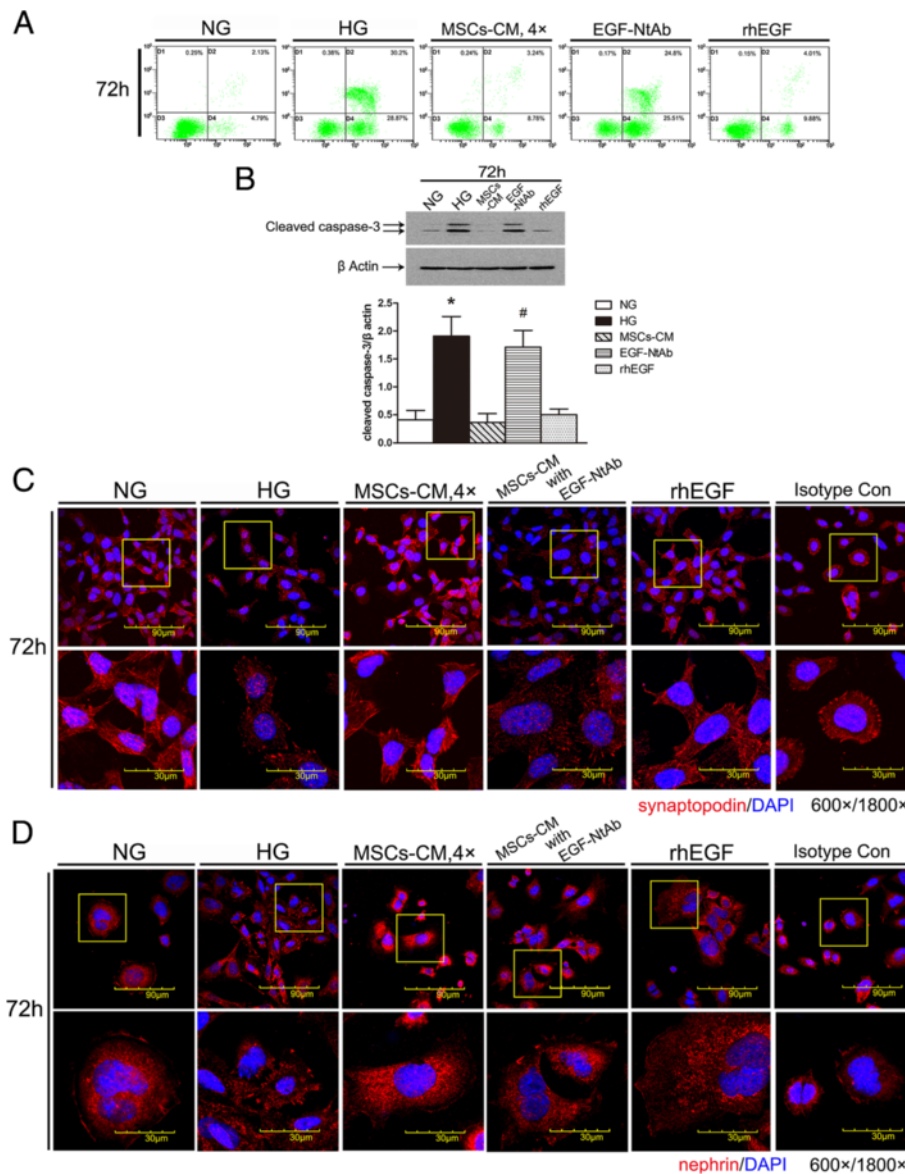 A
NG HG MSCs-CM, 4× EGF-NtAb rhEGF
72h
D1 0.25% D2 2.13%
D3 D4 4.79%
D1 0.36% D2 30.2%
D3 D4 28.87%
D1 0.24% D2 3.24%
D3 D4 8.78%
D1 0.17% D2 24.8%
D3 D4 25.51%
D1 0.15% D2 4.01%
D3 D4 9.88%
B
72h
NG HG MSCs-CM EGF-NtAb rhEGF
Cleaved caspase-3
β Actin
cleaved caspase-3/β actin
2.5
2.0
1.5
1.0
0.5
0.0
* #
NG
HG
MSCs-CM
EGF-NtAb
rhEGF
C
NG HG MSCs-CM,4× MSCs-CM with EGF-NtAb rhEGF Isotype Con
72h
90μm 90μm 90μm 90μm 90μm 90μm
30μm 30μm 30μm 30μm 30μm 30μm
synaptopodin/DAPI 600×/1800×
D
NG HG MSCs-CM,4× MSCs-CM with EGF-NtAb rhEGF Isotype Con
72h
90μm 90μm 90μm 90μm 90μm 90μm
30μm 30μm 30μm 30μm 30μm 30μm
nephrin/DAPI 600×/1800×